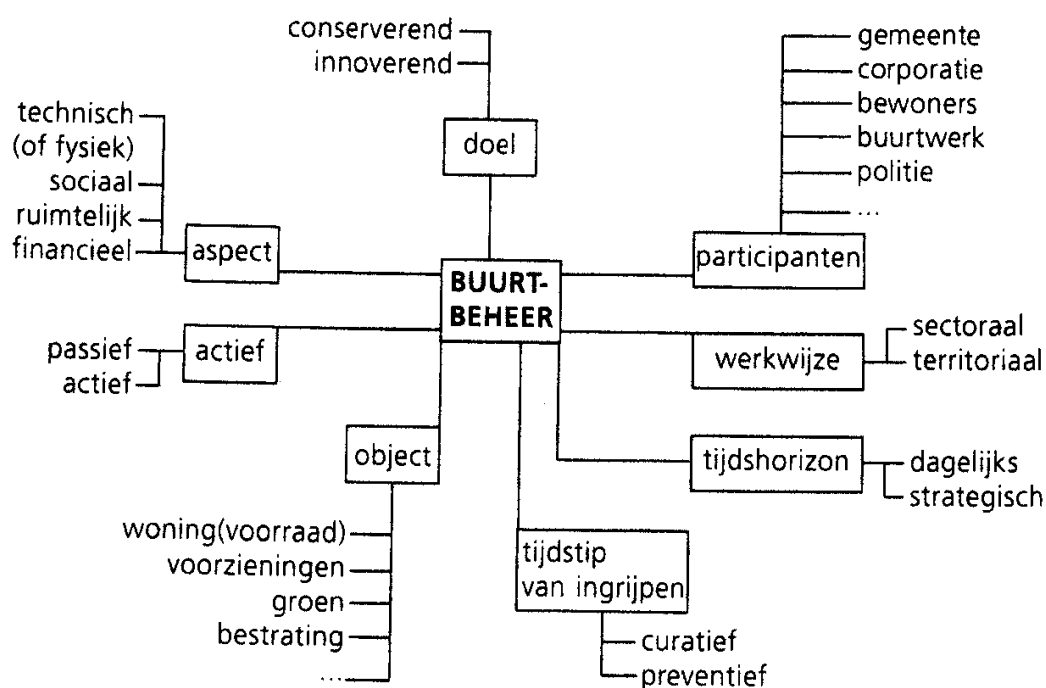 conserverend
innoverend
doel
technisch
(of fysiek)
sociaal
ruimtelijk
financieel
aspect
gemeente
corporatie
bewoners
buurtwerk
politie
...
participanten
BUURT-
BEHEER
passief
actief
actief
werkwijze
sectoraal
territoriaal
object
woning(voorraad)
voorzieningen
groen
bestrating
...
tijdshorizon
dagelijks
strategisch
tijdstip
van ingrijpen
curatief
preventief